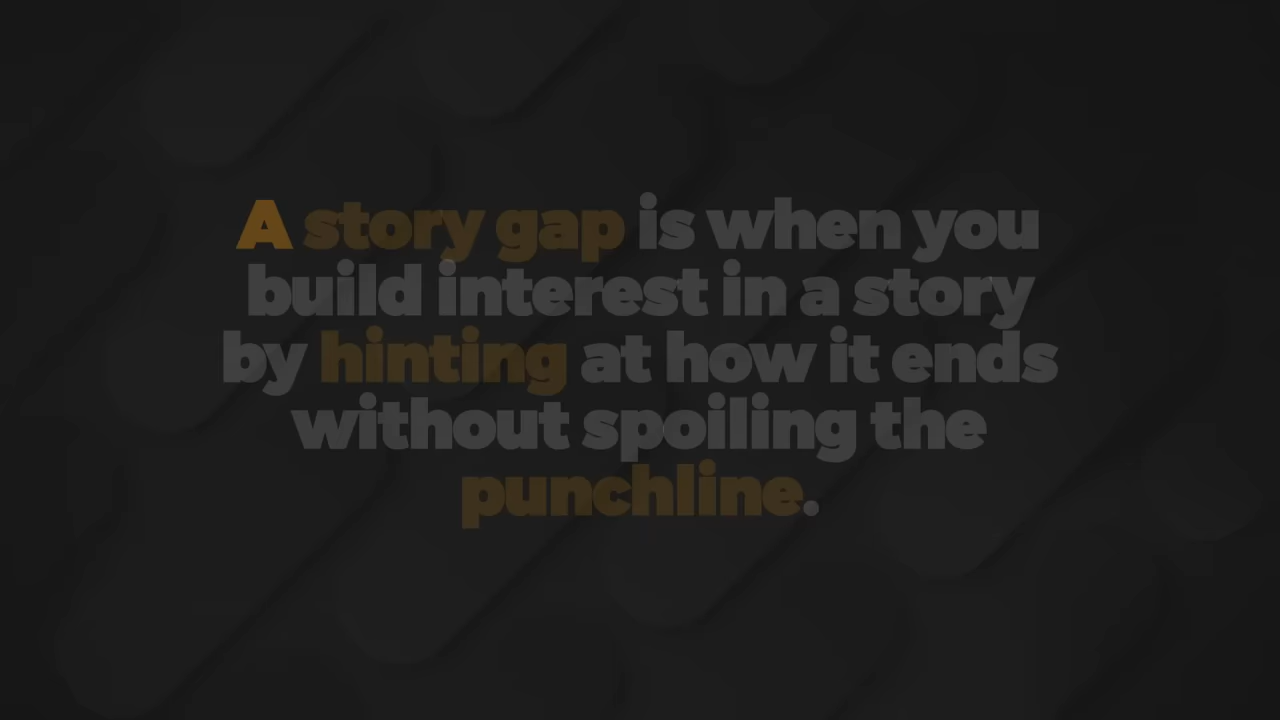 A story gap is when you
build interest in a story
by hinting at how it ends
without spoiling the
punchline.